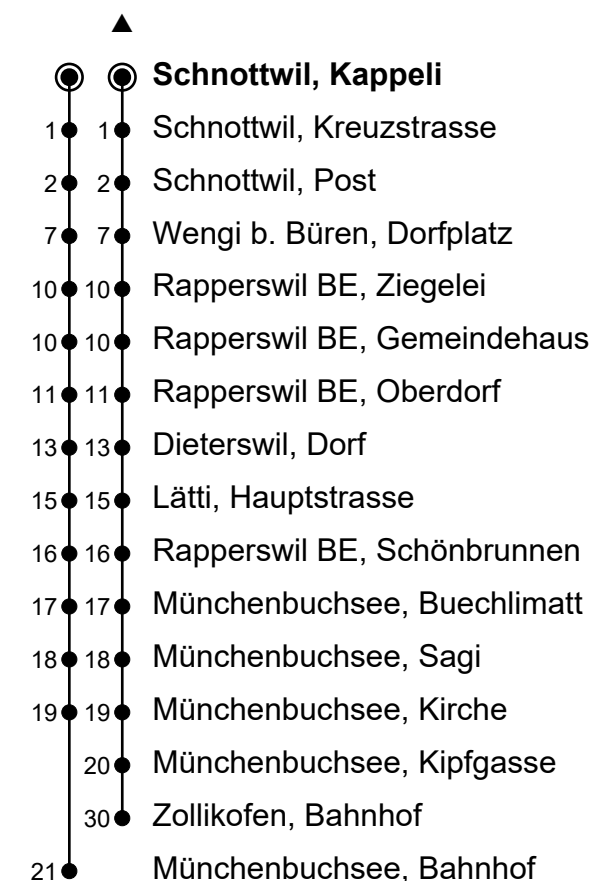 Schnottwil, Kappeli
1 1 Schnottwil, Kreuzstrasse
2 2 Schnottwil, Post
7 7 Wengi b. Büren, Dorfplatz
10 10 Rapperswil BE, Ziegelei
10 10 Rapperswil BE, Gemeindehaus
11 11 Rapperswil BE, Oberdorf
13 13 Dieterswil, Dorf
15 15 Lätti, Hauptstrasse
16 16 Rapperswil BE, Schönbrunnen
17 17 Münchenbuchsee, Buechlimatt
18 18 Münchenbuchsee, Sagi
19 19 Münchenbuchsee, Kirche
20 Münchenbuchsee, Kipfgasse
30 Zollikofen, Bahnhof
21 Münchenbuchsee, Bahnhof